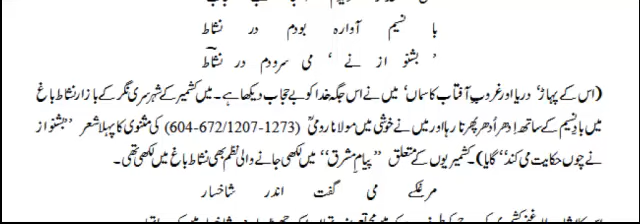 با نسیم آوارہ بودم در نشاط
'بشنو از نے' می سرودم در نشاط
(اس کے پہاڑ' دریا اور غروبِ آفتاب کا سماں' میں نے اس جگہ خدا کو بے حجاب دیکھا ہے۔ میں کشمیر کے شہر سری نگر کے بازار نشاط باغ
میں بادِ نسیم کے ساتھ اِدھر اُدھر پھرتا رہا اور میں نے خوشی میں مولانا رومیؒ (604-672/1207-1273) کی مثنوی کا پہلا شعر "بشنو از
نے چوں حکایت می کند" گایا)۔ کشمیریوں کے متعلق "پیامِ مشرق" میں لکھی جانے والی نظم بھی نشاط باغ میں لکھی تھی۔
مرغکے می گفت اندر شاخسار